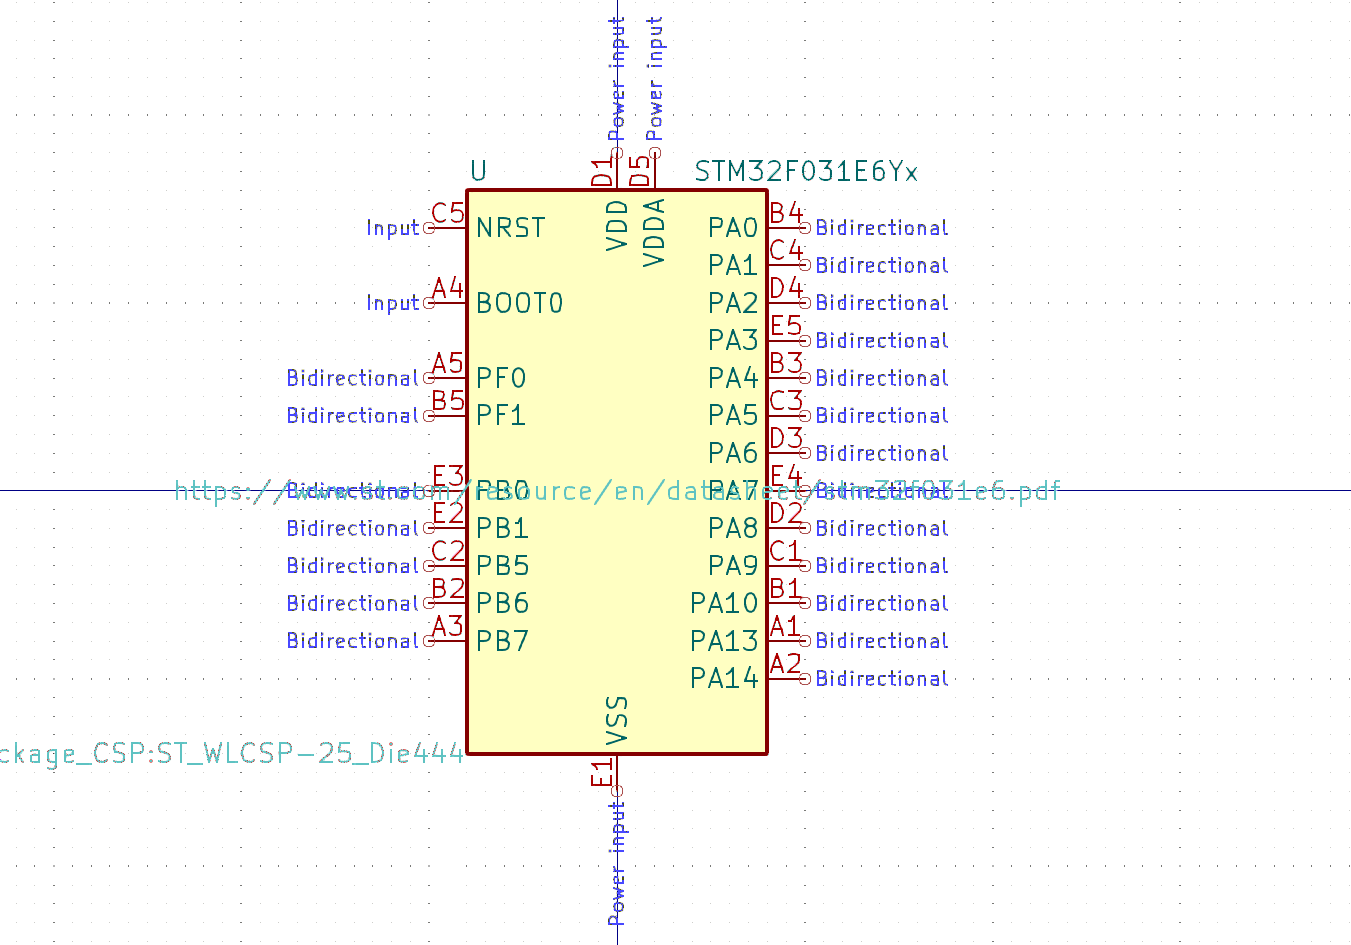 Power input
Power input
D1
D5
U
STM32F031E6Yx
VDD
VDDA
Input C5 NRST
Input A4 BOOT0
Bidirectional A5 PF0
Bidirectional B5 PF1
Bidirectional E3 PB0
Bidirectional E2 PB1
Bidirectional C2 PB5
Bidirectional B2 PB6
Bidirectional A3 PB7
PA0 B4 Bidirectional
PA1 C4 Bidirectional
PA2 D4 Bidirectional
PA3 E5 Bidirectional
PA4 B3 Bidirectional
PA5 C3 Bidirectional
PA6 D3 Bidirectional
PA7 E4 Bidirectional
PA8 D2 Bidirectional
PA9 C1 Bidirectional
PA10 B1 Bidirectional
PA13 A1 Bidirectional
PA14 A2 Bidirectional
https://www.st.com/resource/en/datasheet/stm32f031e6.pdf
VSS
ckage_CSP:ST_WLCSP-25_Die444
E1
Power input